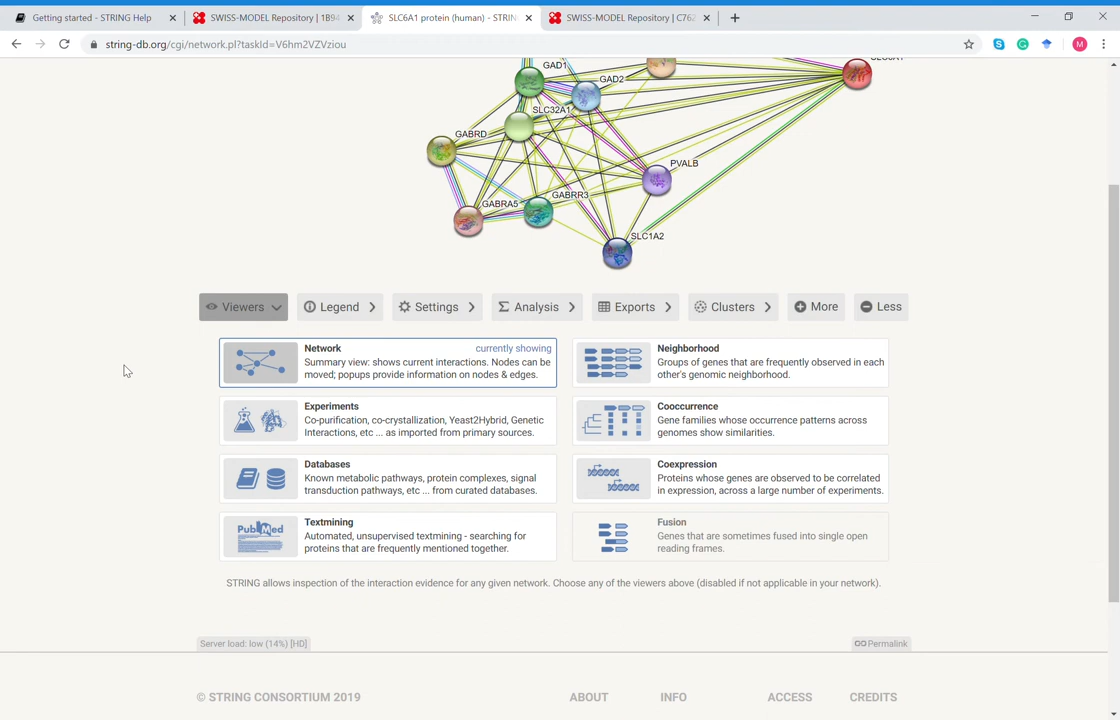 Getting started - STRING Help
SWISS-MODEL Repository | 1B94
SLC6A1 protein (human) - STRIN
SWISS-MODEL Repository | C762
string-db.org/cgi/network.pl?taskId=V6hm2VZVziou
M
GAD1
GAD2
SLC32A1
GABRD
PVALB
GABRR3
GABRA5
SLC1A2
Viewers
Legend
Settings
Analysis
Exports
Clusters
More
Less
Network
currently showing
Summary view: shows current interactions. Nodes can be
moved; popups provide information on nodes & edges.
Neighborhood
Groups of genes that are frequently observed in each
other's genomic neighborhood.
Experiments
Co-purification, co-crystallization, Yeast2Hybrid, Genetic
Interactions, etc ... as imported from primary sources.
Cooccurrence
Gene families whose occurrence patterns across
genomes show similarities.
Databases
Known metabolic pathways, protein complexes, signal
transduction pathways, etc ... from curated databases.
Coexpression
Proteins whose genes are observed to be correlated
in expression, across a large number of experiments.
PubMed
Textmining
Automated, unsupervised textmining - searching for
proteins that are frequently mentioned together.
Fusion
Genes that are sometimes fused into single open
reading frames.
STRING allows inspection of the interaction evidence for any given network. Choose any of the viewers above (disabled if not applicable in your network).
Server load: low (14%) [HD]
Permalink
© STRING CONSORTIUM 2019
ABOUT
INFO
ACCESS
CREDITS